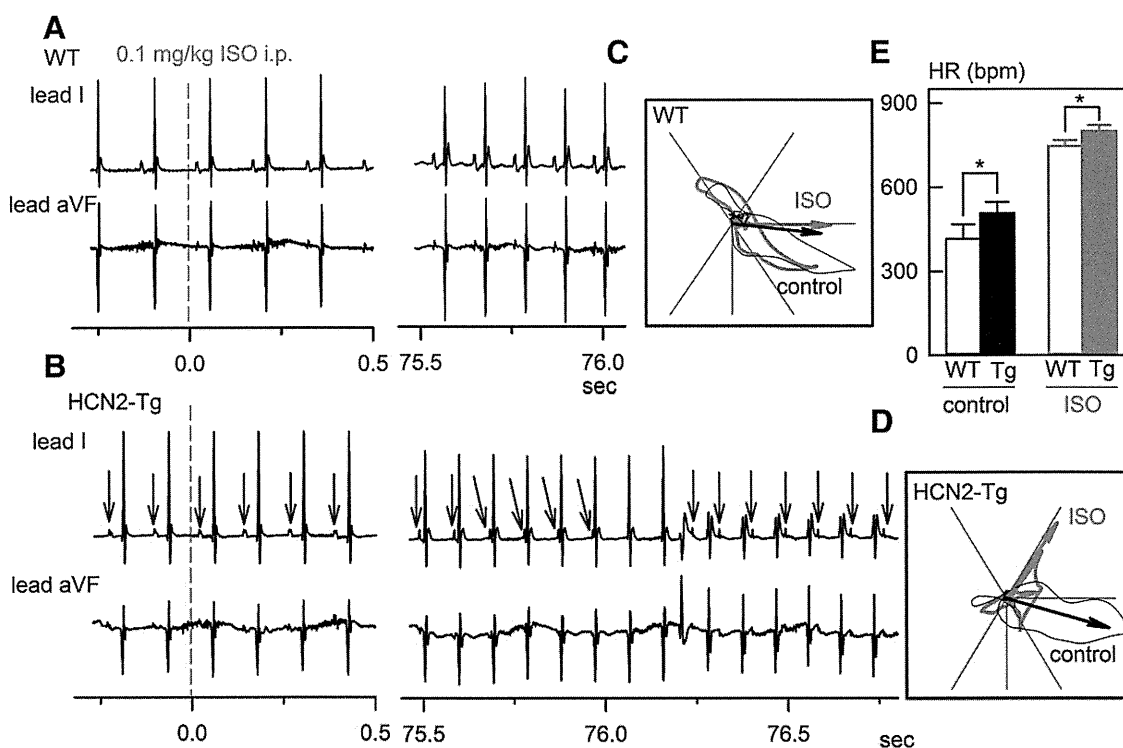 A
WT
0.1 mg/kg ISO i.p.
lead I
lead aVF
0.0
0.5
75.5
76.0
sec
B
HCN2-Tg
lead I
lead aVF
0.0
0.5
75.5
76.0
76.5
sec
C
WT
ISO
control
D
HCN2-Tg
ISO
control
E
HR (bpm)
900
600
300
0
*
*
WT Tg
WT Tg
control
ISO